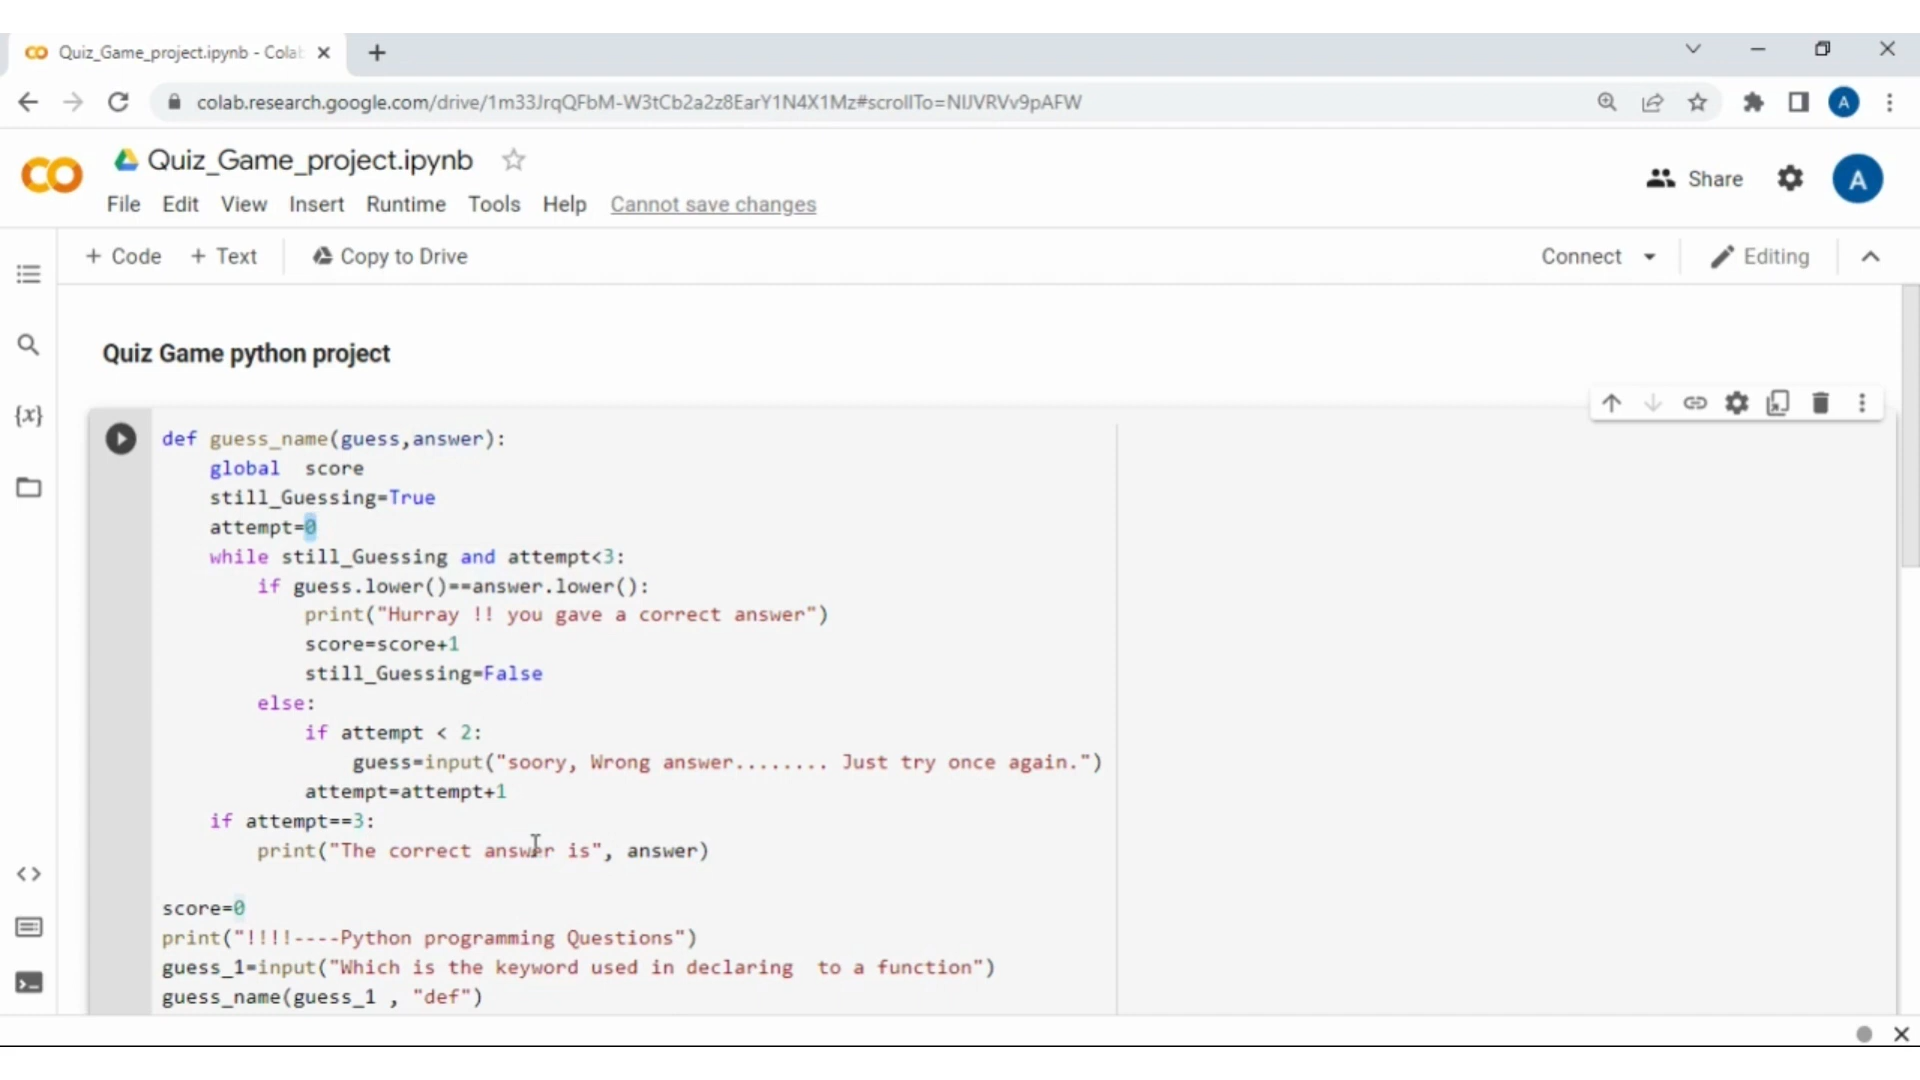 Quiz_Game_project.ipynb - Colab
colab.research.google.com/drive/1m33JrqQFbM-W3tCb2a2z8EarY1N4X1Mz#scrollTo=NIJVRVv9pAFW
A
CO
Quiz_Game_project.ipynb
File Edit View Insert Runtime Tools Help Cannot save changes
Share
A
+ Code + Text Copy to Drive
Connect
Editing
Quiz Game python project
{x}
def guess_name(guess,answer):
    global  score
    still_Guessing=True
    attempt=0
    while still_Guessing and attempt<3:
        if guess.lower()==answer.lower():
            print("Hurray !! you gave a correct answer")
            score=score+1
            still_Guessing=False
        else:
            if attempt < 2:
                guess=input("soory, Wrong answer........ Just try once again.")
            attempt=attempt+1
    if attempt==3:
        print("The correct answer is", answer)
score=0
print("!!!!----Python programming Questions")
guess_1=input("Which is the keyword used in declaring  to a function")
guess_name(guess_1 , "def")